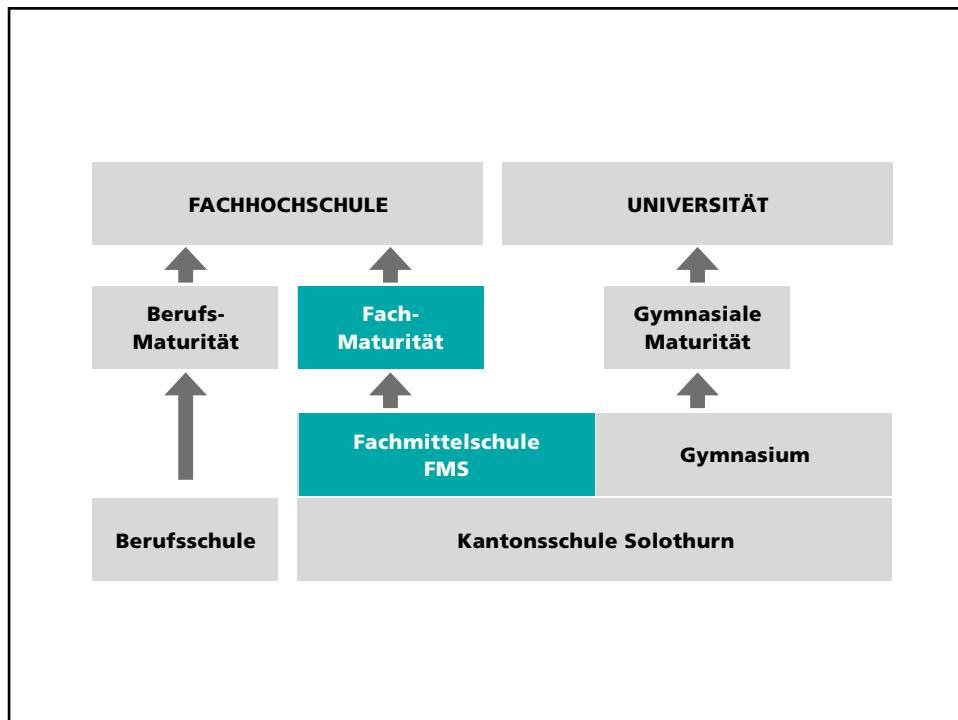 FACHHOCHSCHULE
UNIVERSITÄT
Berufs-
Maturität
Fach-
Maturität
Gymnasiale
Maturität
Fachmittelschule
FMS
Gymnasium
Berufsschule
Kantonsschule Solothurn